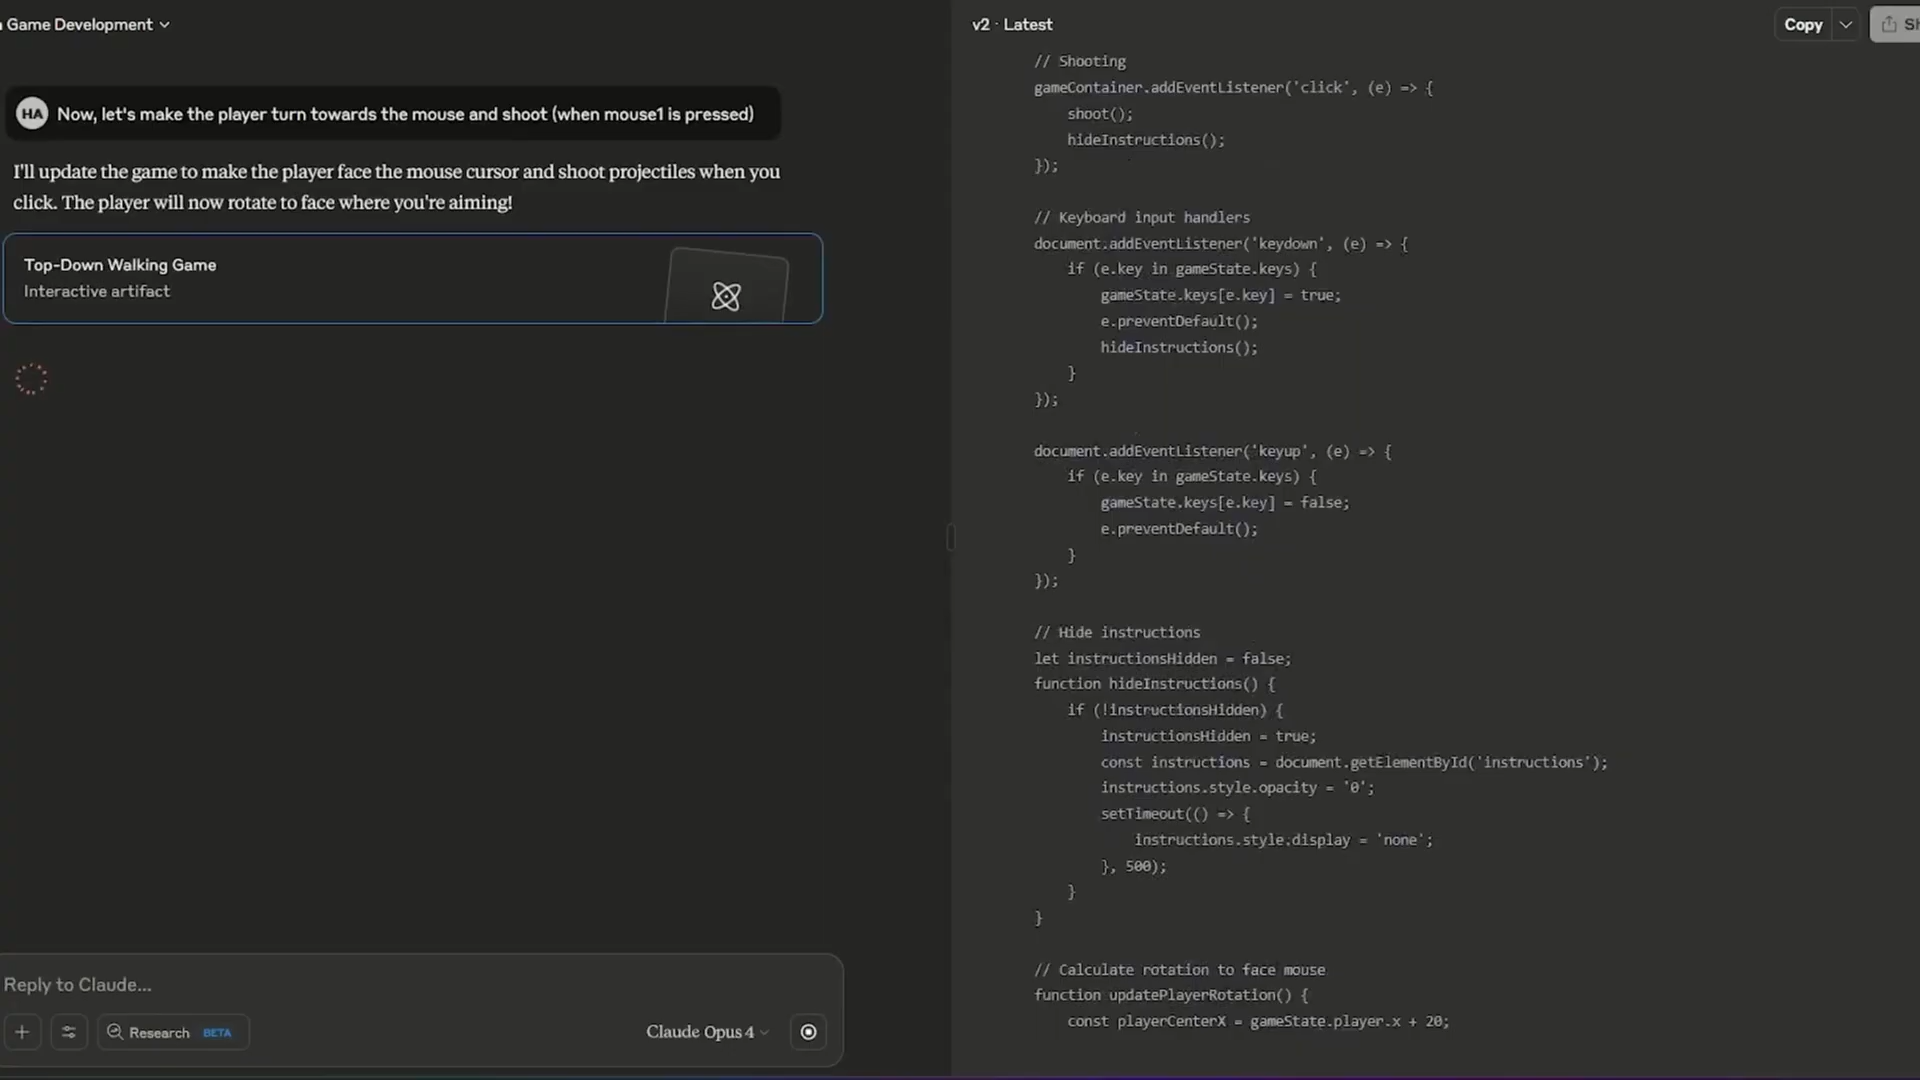 Game Development
HA
Now, let's make the player turn towards the mouse and shoot (when mouse1 is pressed)
I'll update the game to make the player face the mouse cursor and shoot projectiles when you
click. The player will now rotate to face where you're aiming!
Top-Down Walking Game
Interactive artifact
Reply to Claude...
Research BETA
Claude Opus 4
v2 · Latest
Copy
// Shooting
gameContainer.addEventListener('click', (e) => {
shoot();
hideInstructions();
});
// Keyboard input handlers
document.addEventListener('keydown', (e) => {
if (e.key in gameState.keys) {
gameState.keys[e.key] = true;
e.preventDefault();
hideInstructions();
}
});
document.addEventListener('keyup', (e) => {
if (e.key in gameState.keys) {
gameState.keys[e.key] = false;
e.preventDefault();
}
});
// Hide instructions
let instructionsHidden = false;
function hideInstructions() {
if (!instructionsHidden) {
instructionsHidden = true;
const instructions = document.getElementById('instructions');
instructions.style.opacity = '0';
setTimeout(() => {
instructions.style.display = 'none';
}, 500);
}
}
// Calculate rotation to face mouse
function updatePlayerRotation() {
const playerCenterX = gameState.player.x + 20;